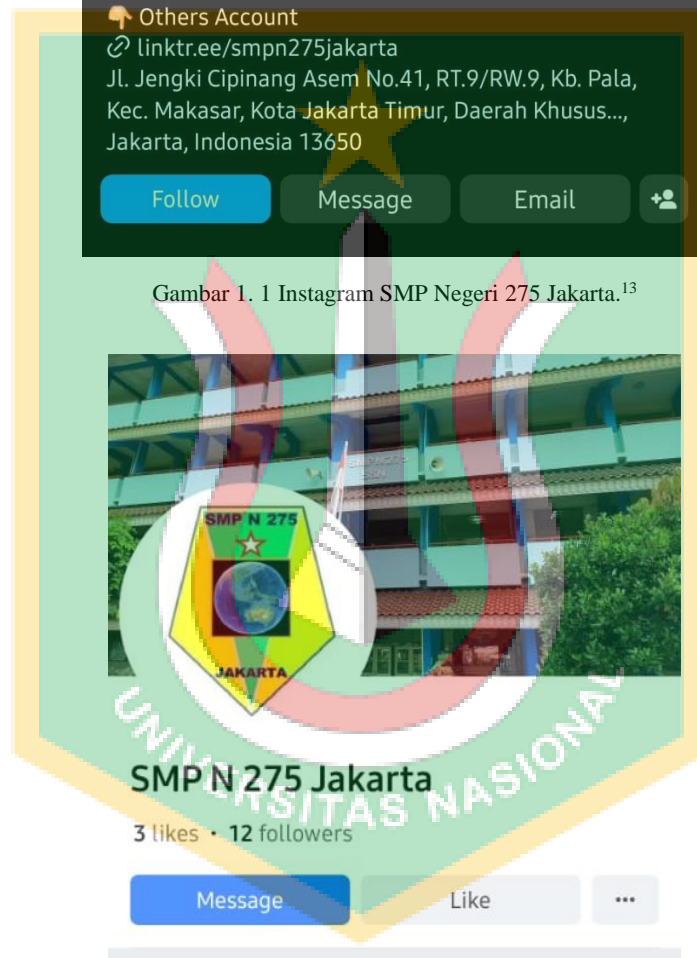 👇 Others Account
linktr.ee/smpn275jakarta
Jl. Jengki Cipinang Asem No.41, RT.9/RW.9, Kb. Pala,
Kec. Makasar, Kota Jakarta Timur, Daerah Khusus...,
Jakarta, Indonesia 13650
Follow Message Email
Gambar 1. 1 Instagram SMP Negeri 275 Jakarta.¹³
SMP N 275
JAKARTA
UNIVERSITAS NASIONAL
SMP N 275 Jakarta
3 likes • 12 followers
Message Like ...